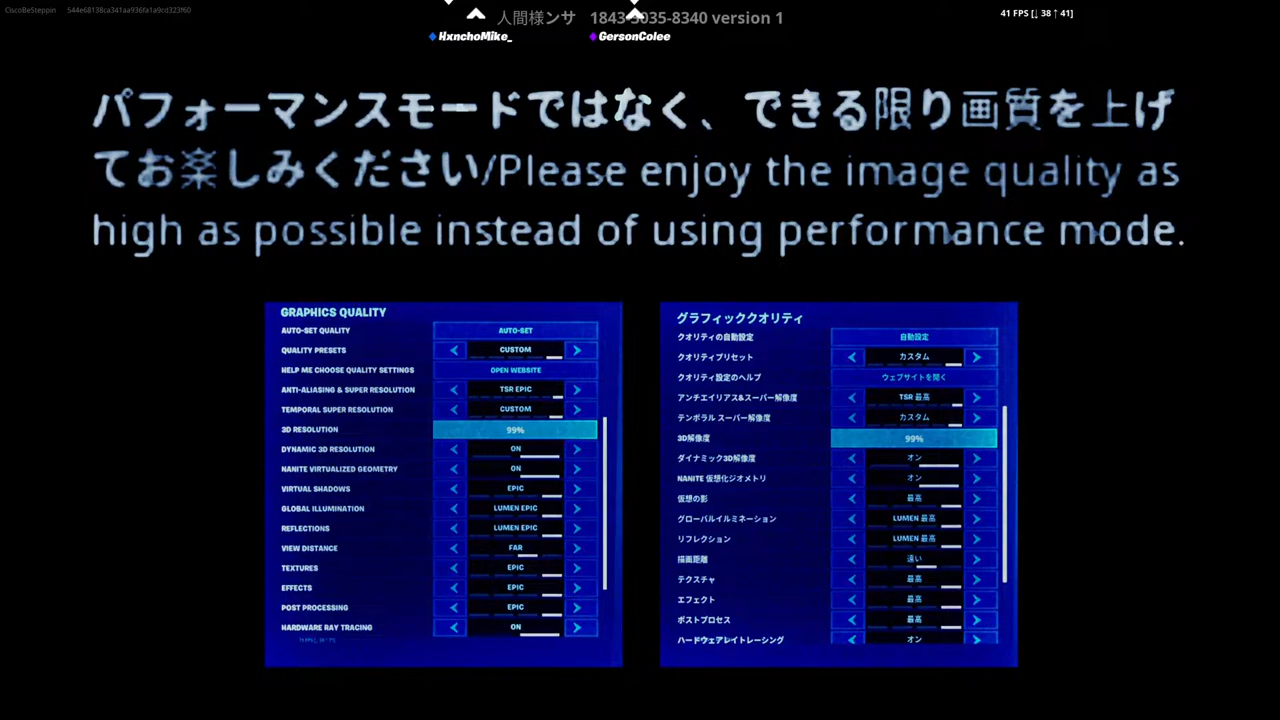 CiscoBeSteppin 544e68138ca341aa936fa1a9cd323f60
人間様ンサ 1843-5035-8340 version 1
41 FPS [↓ 38 ↑ 41]
HxnchoMike_ GersonColee
パフォーマンスモードではなく、できる限り画質を上げ
てお楽しみください/Please enjoy the image quality as
high as possible instead of using performance mode.
GRAPHICS QUALITY
AUTO-SET QUALITY AUTO-SET
QUALITY PRESETS CUSTOM
HELP ME CHOOSE QUALITY SETTINGS OPEN WEBSITE
ANTI-ALIASING & SUPER RESOLUTION TSR EPIC
TEMPORAL SUPER RESOLUTION CUSTOM
3D RESOLUTION 99%
DYNAMIC 3D RESOLUTION ON
NANITE VIRTUALIZED GEOMETRY ON
VIRTUAL SHADOWS EPIC
GLOBAL ILLUMINATION LUMEN EPIC
REFLECTIONS LUMEN EPIC
VIEW DISTANCE FAR
TEXTURES EPIC
EFFECTS EPIC
POST PROCESSING EPIC
HARDWARE RAY TRACING ON
グラフィッククオリティ
クオリティの自動設定 自動設定
クオリティプリセット カスタム
クオリティ設定のヘルプ ウェブサイトを開く
アンチエイリアス&スーパー解像度 TSR 最高
テンポラル スーパー解像度 カスタム
3D解像度 99%
ダイナミック3D解像度 オン
NANITE 仮想化ジオメトリ オン
仮想の影 最高
グローバルイルミネーション LUMEN 最高
リフレクション LUMEN 最高
描画距離 遠い
テクスチャ 最高
エフェクト 最高
ポストプロセス 最高
ハードウェアレイトレーシング オン